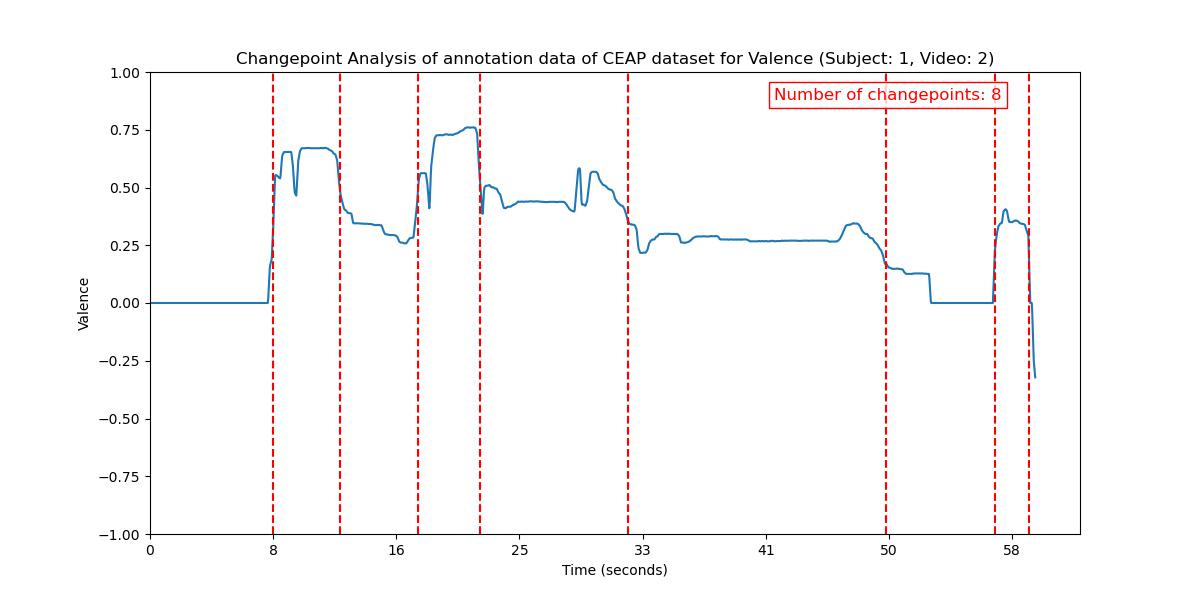 Changepoint Analysis of annotation data of CEAP dataset for Valence (Subject: 1, Video: 2)
Number of changepoints: 8
Valence
1.00
0.75
0.50
0.25
0.00
−0.25
−0.50
−0.75
−1.00
0 8 16 25 33 41 50 58
Time (seconds)